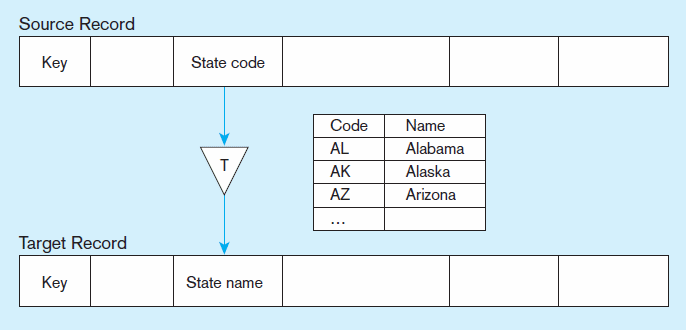 Source Record
Key State code
T
Code Name
AL Alabama
AK Alaska
AZ Arizona
...
Target Record
Key State name